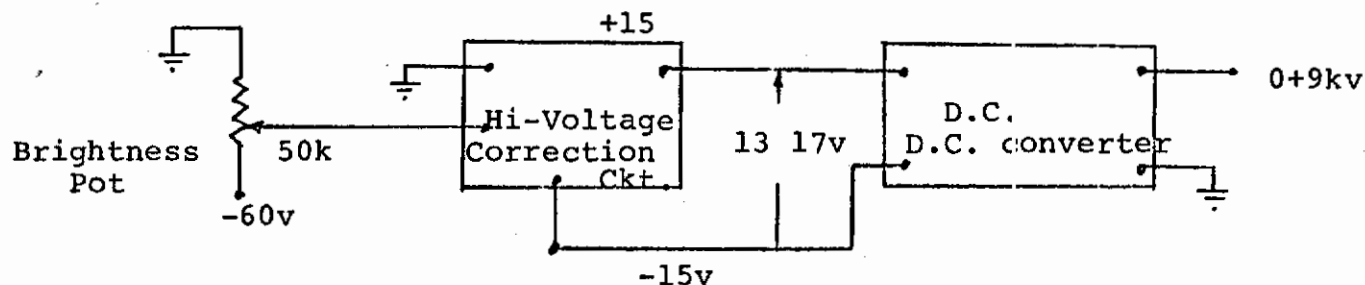 +15
0+9kv
Hi-Voltage
Correction
Ckt.
D.C.
D.C. converter
13 17v
50k
Brightness
Pot
-60v
-15v